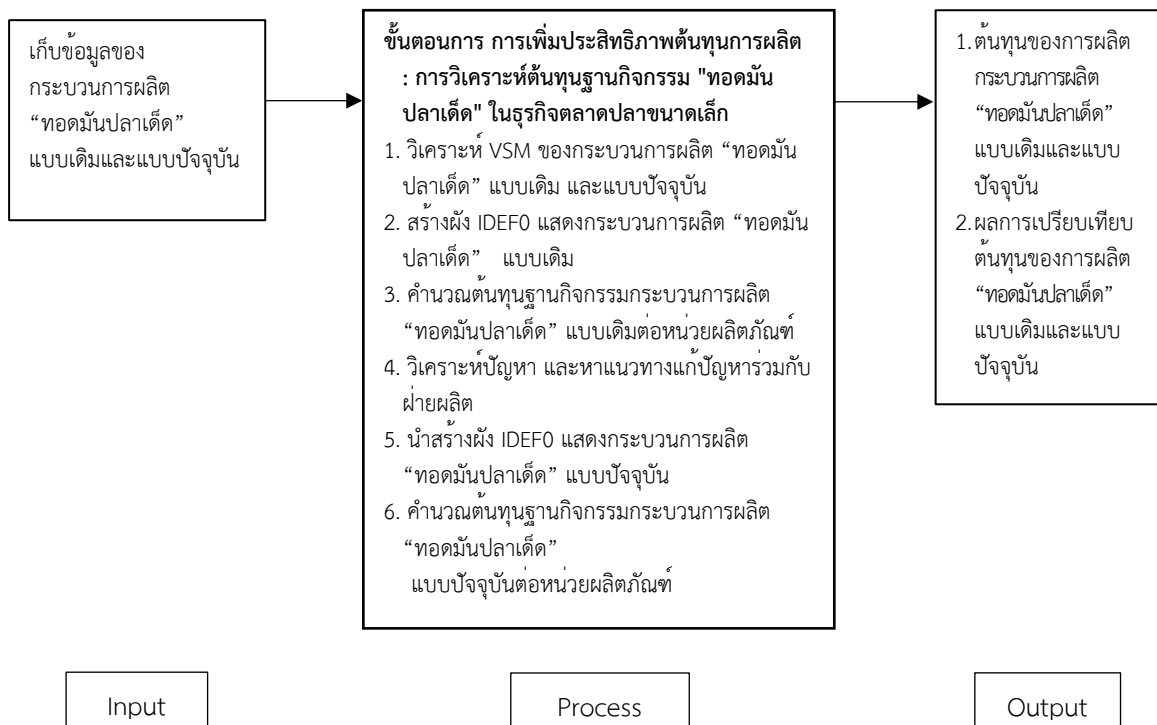 เก็บข้อมูลของ
กระบวนการผลิต
“ทอดมันปลาเด็ด”
แบบเดิมและแบบปัจจุบัน
ขั้นตอนการ การเพิ่มประสิทธิภาพต้นทุนการผลิต
: การวิเคราะห์ต้นทุนฐานกิจกรรม "ทอดมัน
ปลาเด็ด" ในธุรกิจตลาดปลาขนาดเล็ก
1. วิเคราะห์ VSM ของกระบวนการผลิต “ทอดมัน
ปลาเด็ด” แบบเดิม และแบบปัจจุบัน
2. สร้างผัง IDEF0 แสดงกระบวนการผลิต “ทอดมัน
ปลาเด็ด” แบบเดิม
3. คำนวณต้นทุนฐานกิจกรรมกระบวนการผลิต
“ทอดมันปลาเด็ด” แบบเดิมต่อหน่วยผลิตภัณฑ์
4. วิเคราะห์ปัญหา และหาแนวทางแก้ปัญหาร่วมกับ
ฝ่ายผลิต
5. นำสร้างผัง IDEF0 แสดงกระบวนการผลิต
“ทอดมันปลาเด็ด” แบบปัจจุบัน
6. คำนวณต้นทุนฐานกิจกรรมกระบวนการผลิต
“ทอดมันปลาเด็ด”
แบบปัจจุบันต่อหน่วยผลิตภัณฑ์
1.ต้นทุนของการผลิต
กระบวนการผลิต
“ทอดมันปลาเด็ด”
แบบเดิมและแบบ
ปัจจุบัน
2.ผลการเปรียบเทียบ
ต้นทุนของการผลิต
“ทอดมันปลาเด็ด”
แบบเดิมและแบบ
ปัจจุบัน
Input
Process
Output